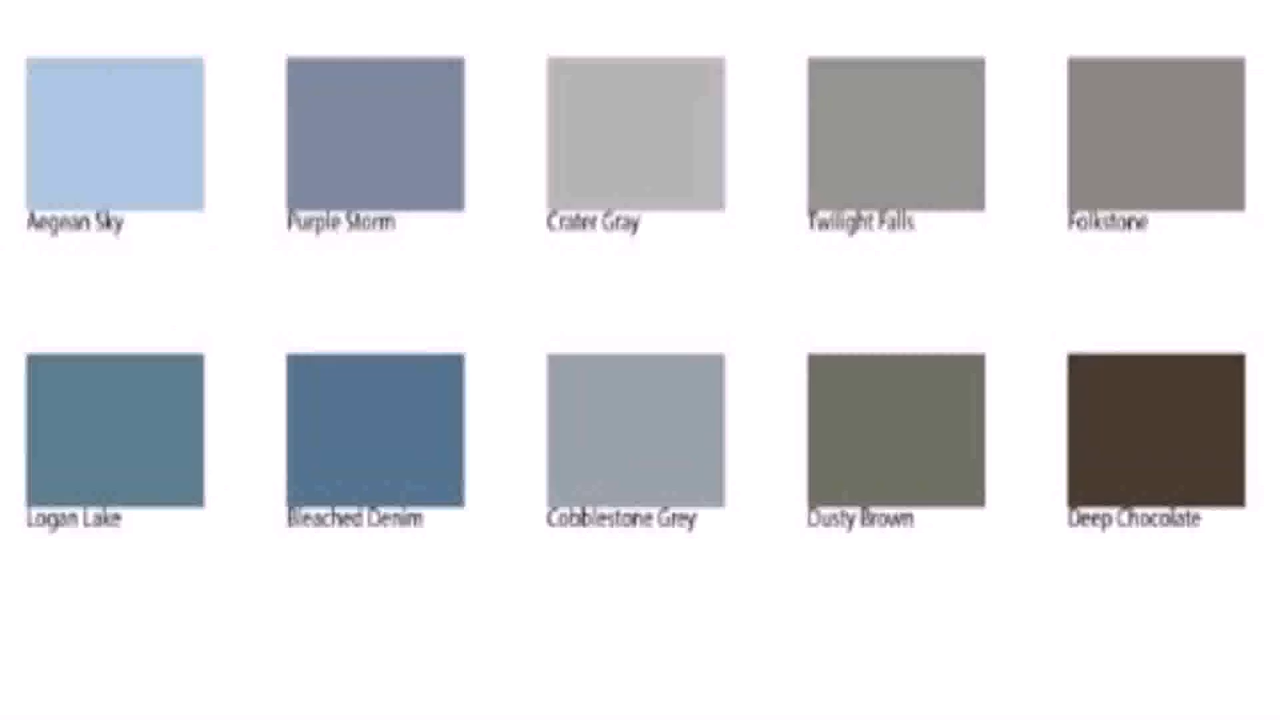 Aegean Sky
Purple Storm
Crater Gray
Twilight Falls
Folkstone
Logan Lake
Bleached Denim
Cobblestone Grey
Dusty Brown
Deep Chocolate